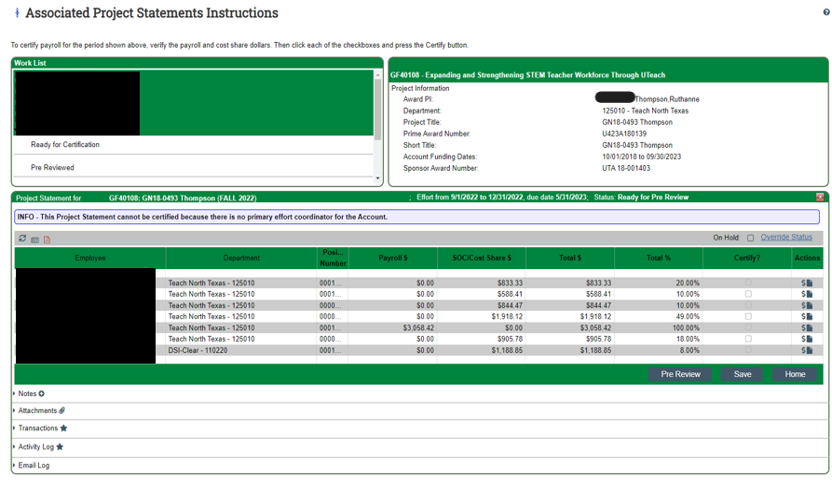 Associated Project Statements Instructions
To certify payroll for the period shown above, verify the payroll and cost share dollars. Then click each of the checkboxes and press the Certify button.
Work List
Ready for Certification
Pre Reviewed
GF40108 - Expanding and Strengthening STEM Teacher Workforce Through UTeach
Project Information
Award PI: Thompson,Ruthanne
Department: 125010 - Teach North Texas
Project Title: GN18-0493 Thompson
Prime Award Number: U423A180139
Short Title: GN18-0493 Thompson
Account Funding Dates: 10/01/2018 to 09/30/2023
Sponsor Award Number: UTA 18-001403
Project Statement for GF40108: GN18-0493 Thompson (FALL 2022) ; Effort from 9/1/2022 to 12/31/2022, due date 5/31/2023; Status: Ready for Pre Review
INFO - This Project Statement cannot be certified because there is no primary effort coordinator for the Account.
On Hold Override Status
Employee Department Posi... Number Payroll $ SOC/Cost Share $ Total $ Total % Certify? Actions
Teach North Texas - 125010 0001... $0.00 $833.33 $833.33 20.00% $
Teach North Texas - 125010 0001... $0.00 $588.41 $588.41 10.00% $
Teach North Texas - 125010 0000... $0.00 $844.47 $844.47 10.00% $
Teach North Texas - 125010 0000... $0.00 $1,918.12 $1,918.12 49.00% $
Teach North Texas - 125010 0001... $3,058.42 $0.00 $3,058.42 100.00% $
Teach North Texas - 125010 0000... $0.00 $905.78 $905.78 18.00% $
DSI-Clear - 110220 0001... $0.00 $1,188.85 $1,188.85 8.00% $
Pre Review Save Home
Notes
Attachments
Transactions
Activity Log
Email Log